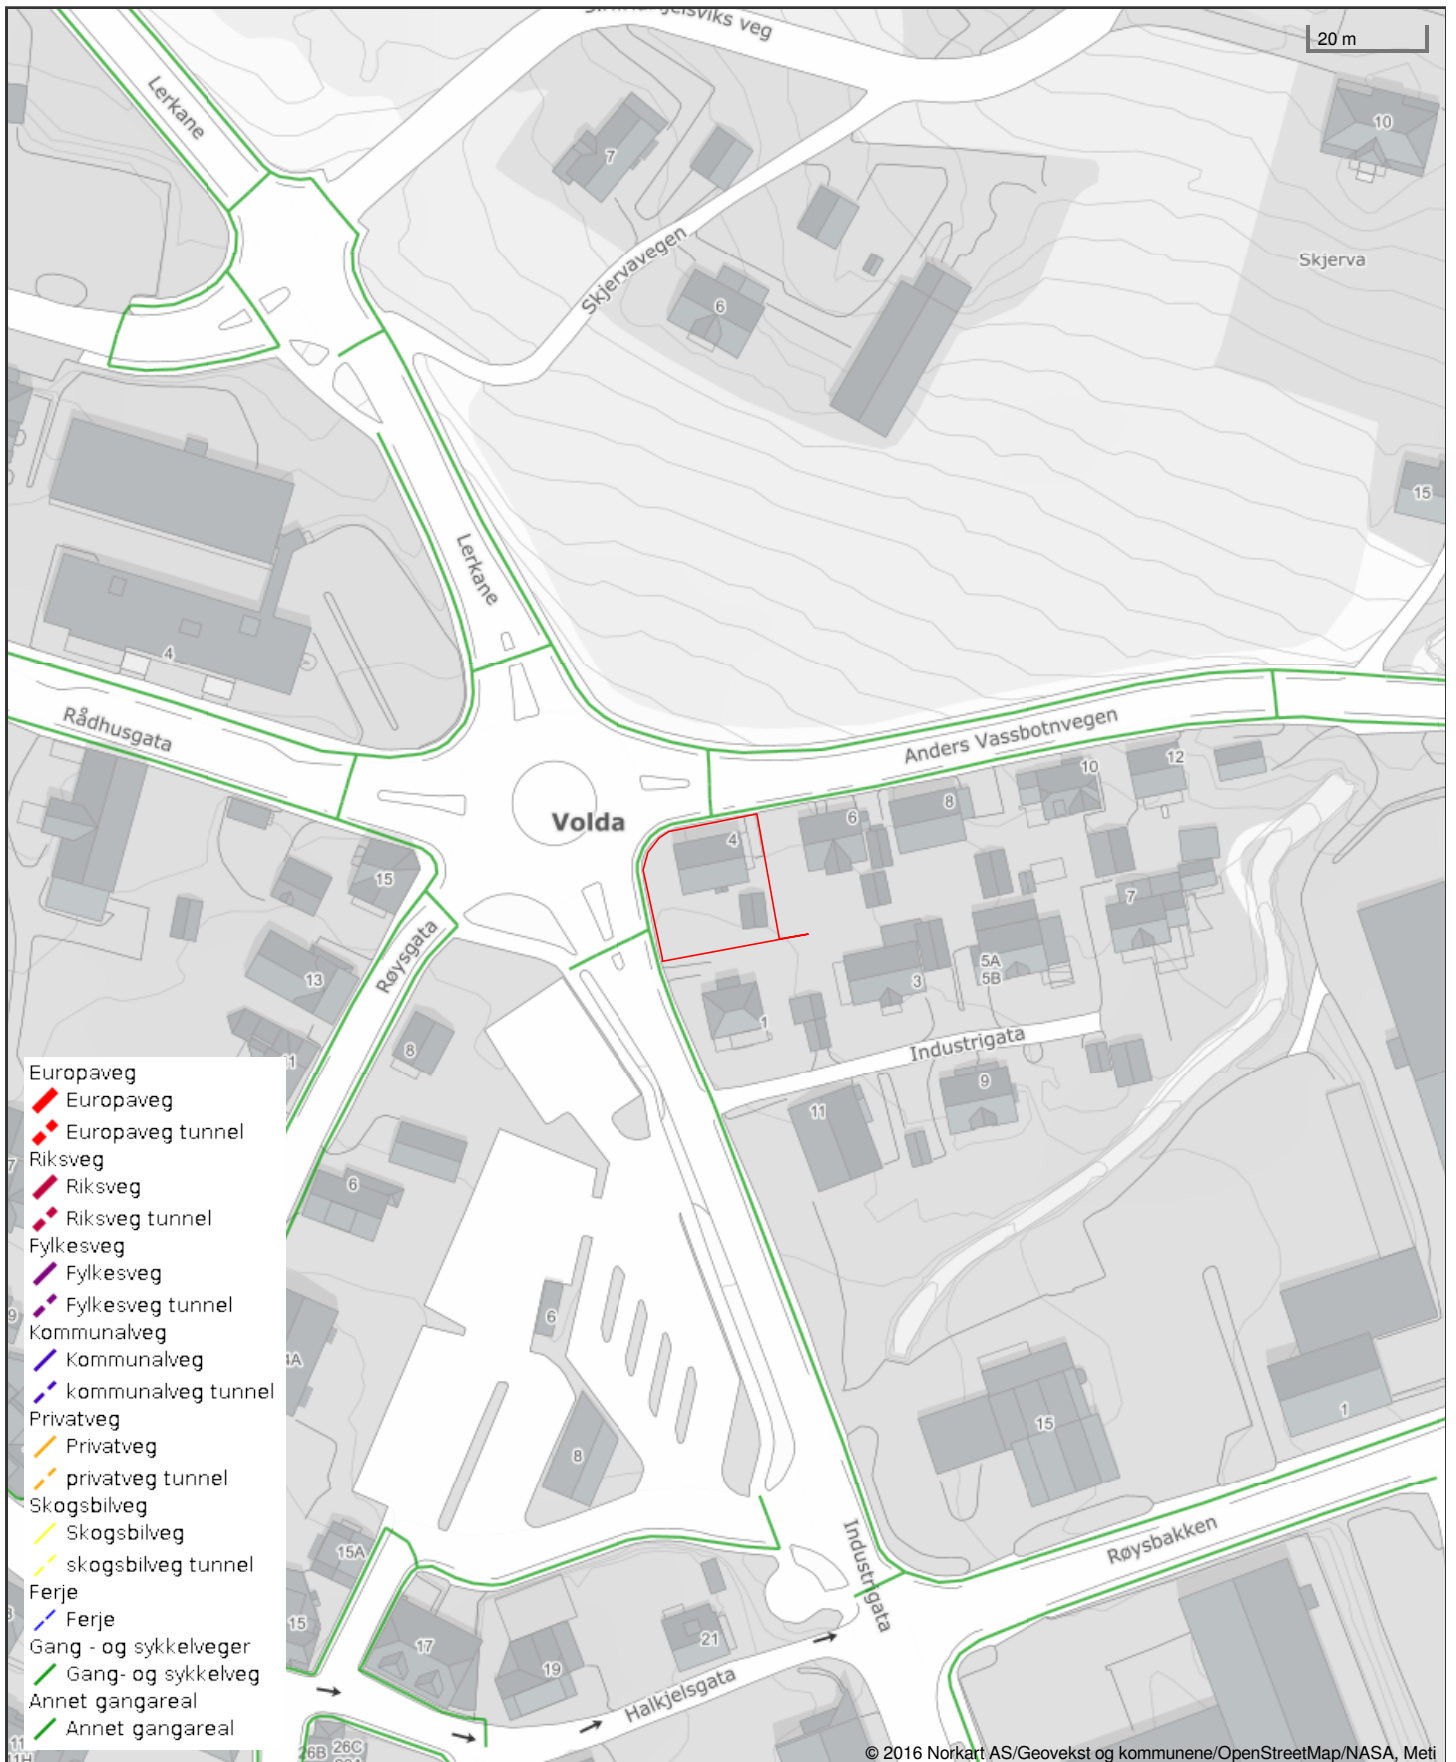 20 m
Lerkane
10
7
Skjervavegen
Skjerva
6
15
Lerkane
4
Rådhusgata
Anders Vassbotnvegen
10
12
8
6
4
Volda
15
7
13
Røysgata
5A
5B
3
1
8
Industrigata
9
11
6
6
15
1
8
15A
15
17
19
21
Industrigata
Røysbakken
Halkjelsgata
26B
26C
Europaveg
Europaveg
Europaveg tunnel
Riksveg
Riksveg
Riksveg tunnel
Fylkesveg
Fylkesveg
Fylkesveg tunnel
Kommunalveg
Kommunalveg
kommunalveg tunnel
Privatveg
Privatveg
privatveg tunnel
Skogsbilveg
Skogsbilveg
skogsbilveg tunnel
Ferje
Ferje
Gang - og sykkelveger
Gang- og sykkelveg
Annet gangareal
Annet gangareal
© 2016 Norkart AS/Geovekst og kommunene/OpenStreetMap/NASA, Meti